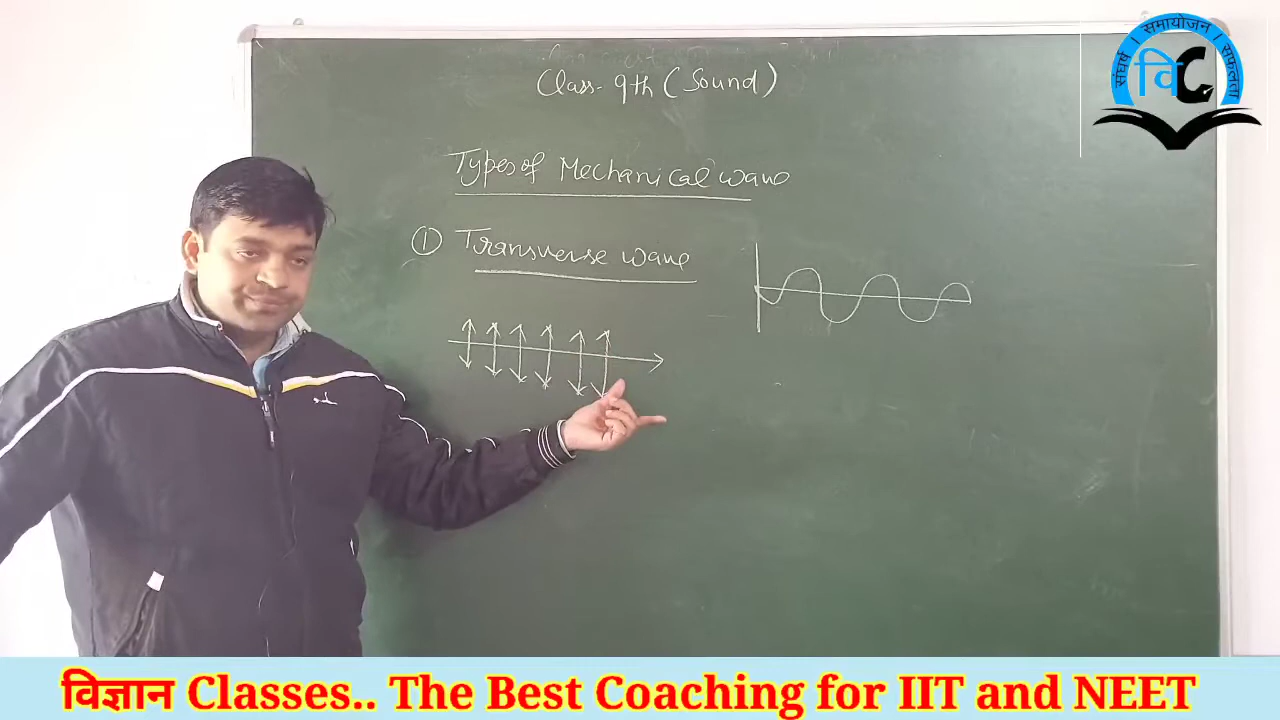 Class- 9th (Sound)
संघर्ष । समायोजन । सफलता
वि C
Types of Mechanical wave
① Transverse wave
विज्ञान Classes.. The Best Coaching for IIT and NEET